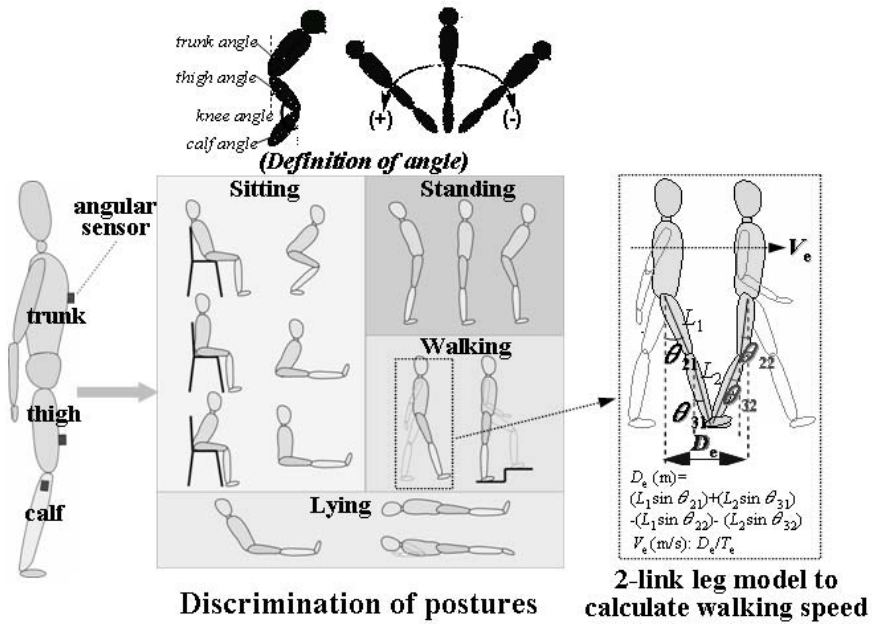 trunk angle
thigh angle
knee angle
calf angle
(+)
(-)
(Definition of angle)
angular
sensor
trunk
thigh
calf
Sitting
Standing
Walking
Lying
Discrimination of postures
Vₑ
L₁
θ₂₁
θ₂₂
L₂
θ₃₂
θ₃₁
Dₑ
Dₑ (m)=
(L₁sin θ₂₁)+(L₂sin θ₃₁)
-(L₁sin θ₂₂)- (L₂sin θ₃₂)
Vₑ(m/s): Dₑ/Tₑ
2-link leg model to
calculate walking speed